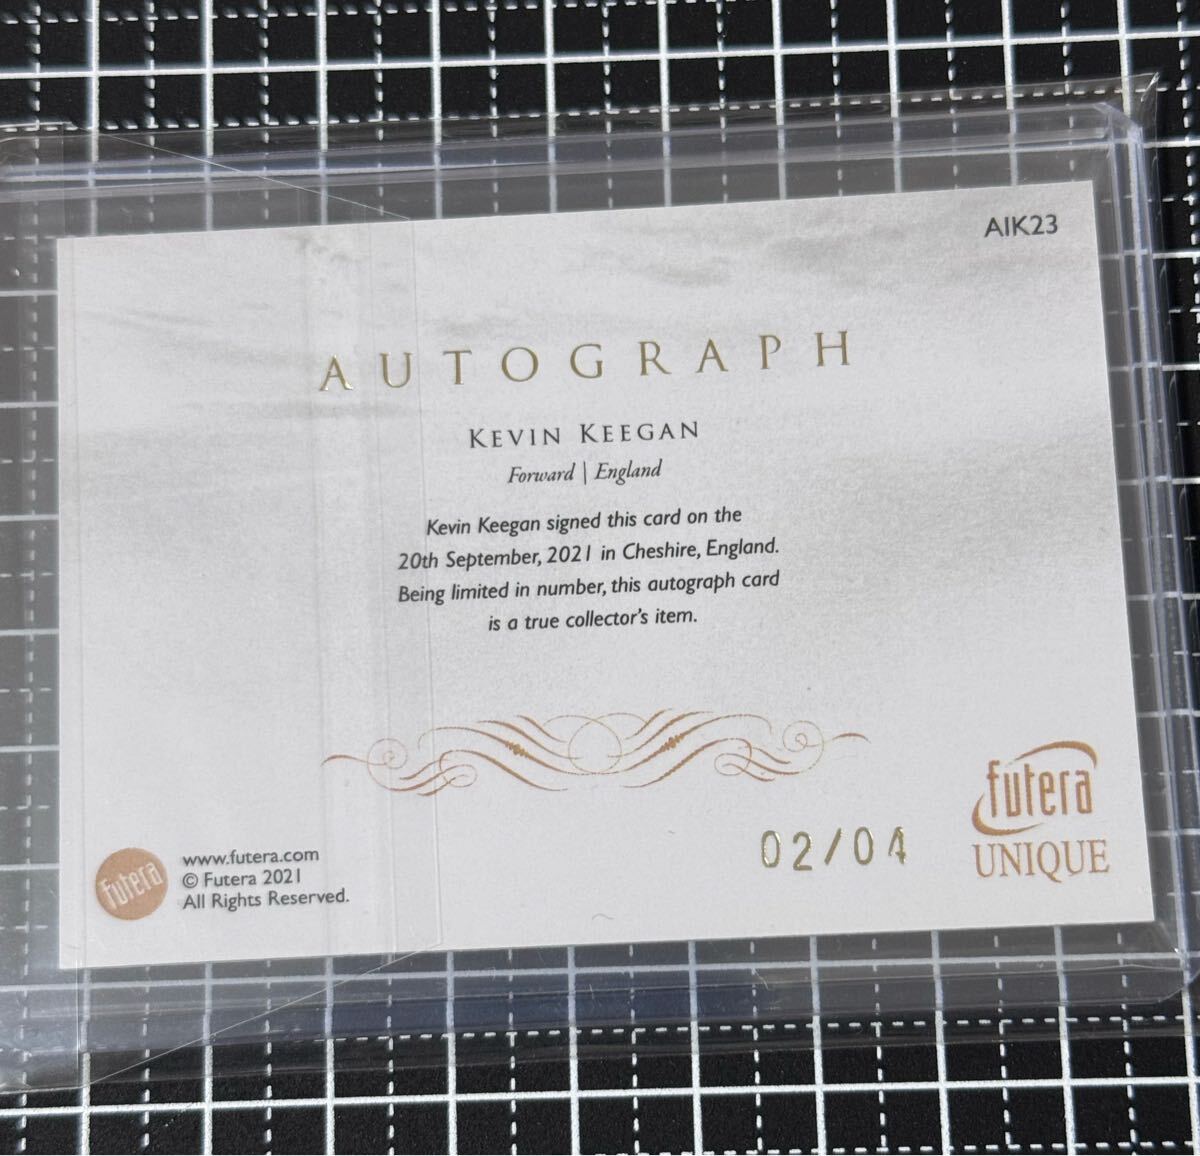 AIK23
AUTOGRAPH
KEVIN KEEGAN
Forward | England
Kevin Keegan signed this card on the
20th September, 2021 in Cheshire, England.
Being limited in number, this autograph card
is a true collector's item.
futera
UNIQUE
02/04
futera
www.futera.com
© Futera 2021
All Rights Reserved.